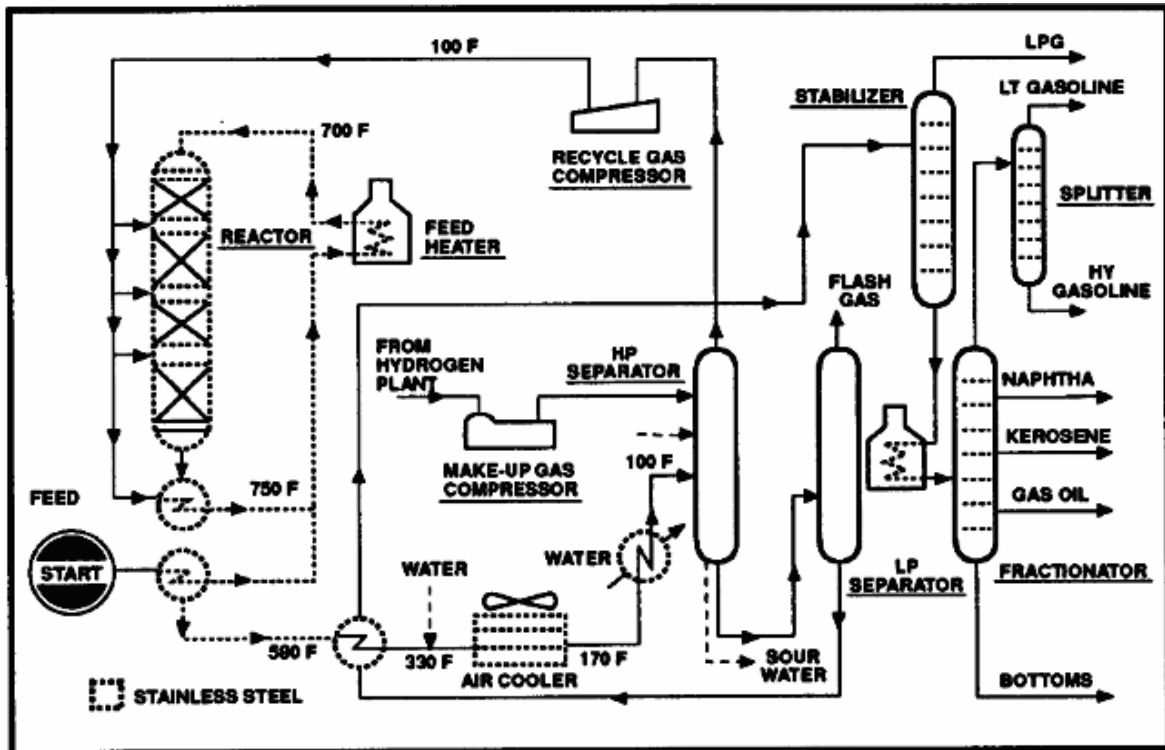 100 F
LPG
LT GASOLINE
STABILIZER
700 F
RECYCLE GAS
COMPRESSOR
SPLITTER
REACTOR
FEED
HEATER
HY
GASOLINE
FLASH
GAS
FROM
HYDROGEN
PLANT
HP
SEPARATOR
NAPHTHA
KEROSENE
MAKE-UP GAS
COMPRESSOR
100 F
FEED
750 F
GAS OIL
START
WATER
WATER
LP
SEPARATOR
FRACTIONATOR
580 F
330 F
170 F
SOUR
WATER
AIR COOLER
BOTTOMS
STAINLESS STEEL